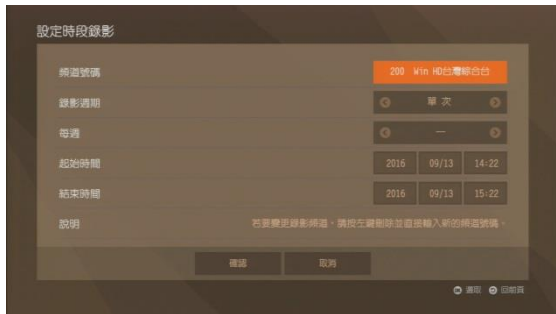 設定時段錄影
頻道號碼 200 Win HD台灣綜合台
錄影週期 單次
每週 一
起始時間 2016 09/13 14:22
結束時間 2016 09/13 15:22
說明 若要變更錄影頻道，請按左鍵刪除並直接輸入新的頻道號碼。
確認 取消
OK 選取 回前頁